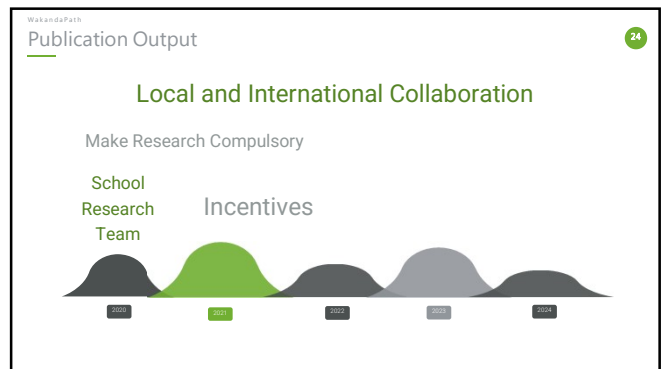 WakandaPath
Publication Output
24
Local and International Collaboration
Make Research Compulsory
School
Research
Team
Incentives
2020
2021
2022
2023
2024